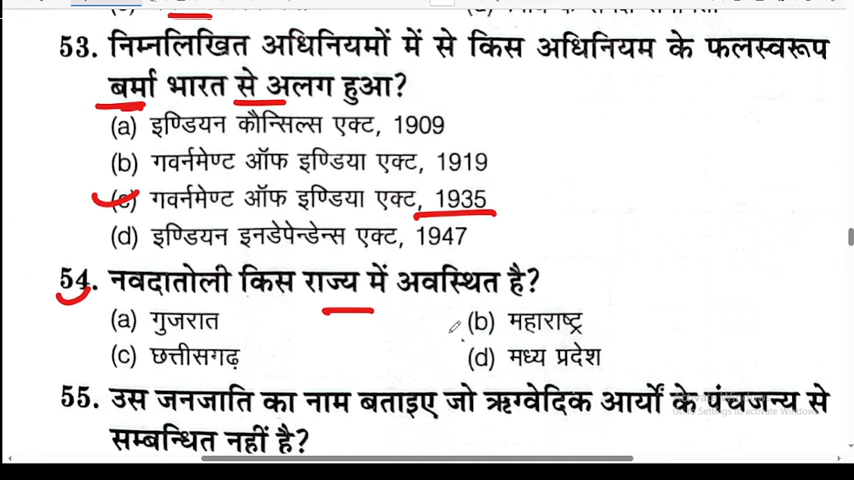 53. निम्नलिखित अधिनियमों में से किस अधिनियम के फलस्वरूप
बर्मा भारत से अलग हुआ?
(a) इण्डियन कौन्सिल्स एक्ट, 1909
(b) गवर्नमेण्ट ऑफ इण्डिया एक्ट, 1919
(c) गवर्नमेण्ट ऑफ इण्डिया एक्ट, 1935
(d) इण्डियन इनडेपेन्डेन्स एक्ट, 1947
54. नवदातोली किस राज्य में अवस्थित है?
(a) गुजरात (b) महाराष्ट्र
(c) छत्तीसगढ़ (d) मध्य प्रदेश
55. उस जनजाति का नाम बताइए जो ऋग्वेदिक आर्यों के पंचजन्य से
सम्बन्धित नहीं है?